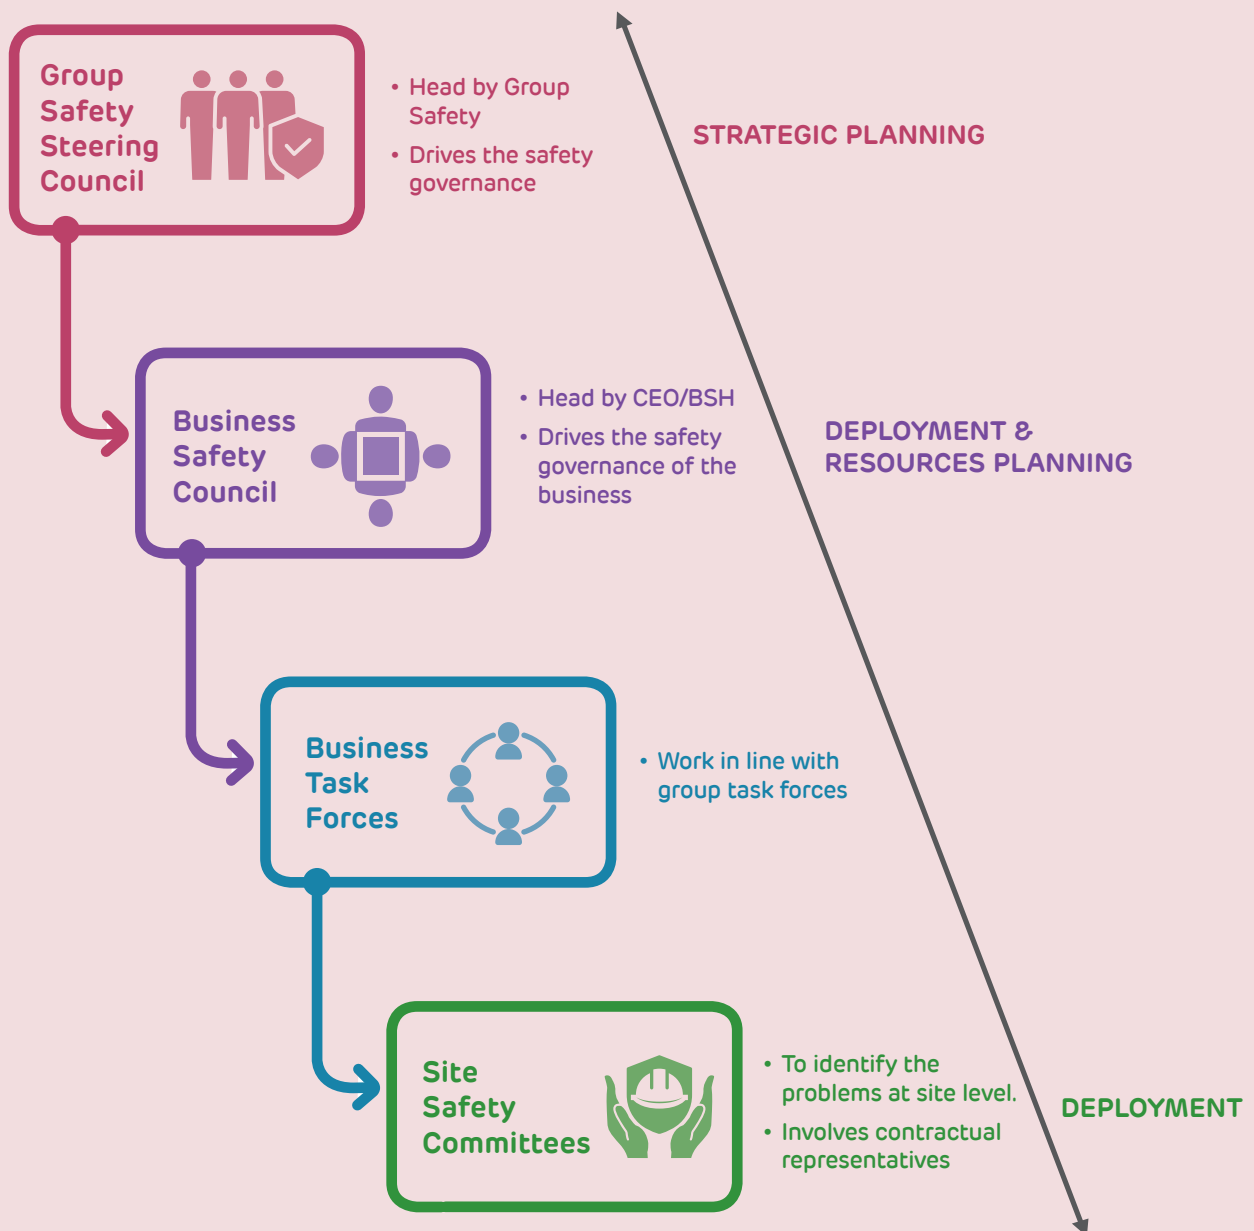 Group
Safety
Steering
Council
• Head by Group
Safety
• Drives the safety
governance
STRATEGIC PLANNING
Business
Safety
Council
• Head by CEO/BSH
• Drives the safety
governance of the
business
DEPLOYMENT &
RESOURCES PLANNING
Business
Task
Forces
• Work in line with
group task forces
Site
Safety
Committees
• To identify the
problems at site level.
• Involves contractual
representatives
DEPLOYMENT